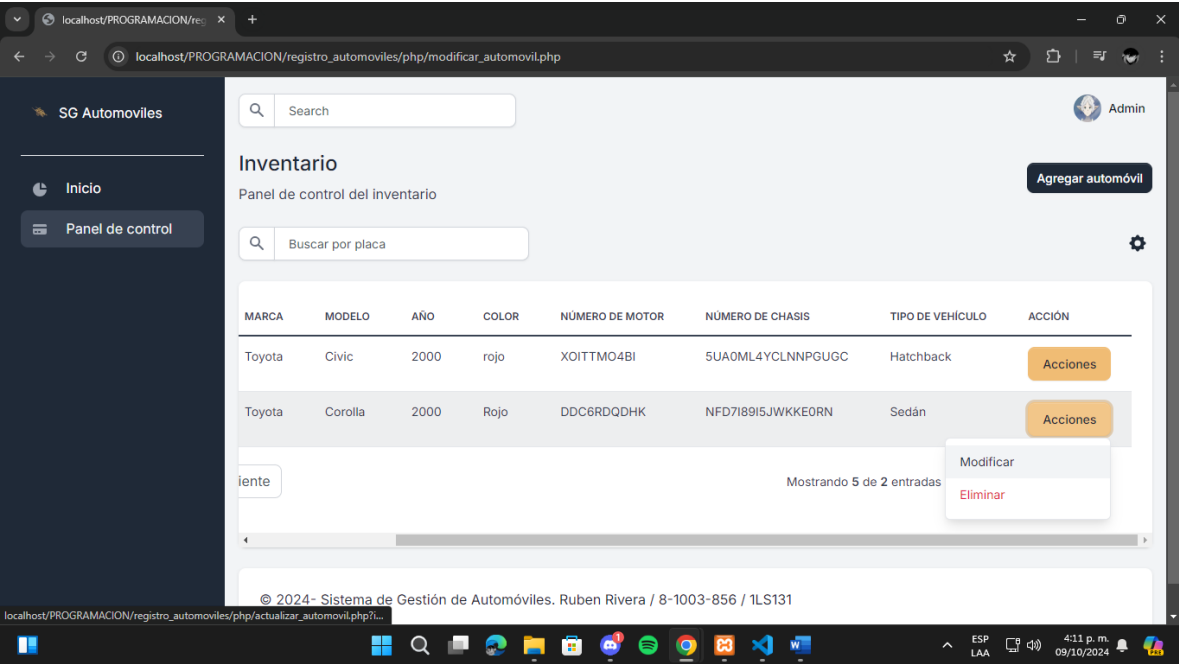 localhost/PROGRAMACION/reg
localhost/PROGRAMACION/registro_automoviles/php/modificar_automovil.php
SG Automoviles
Search
Admin
Inicio
Panel de control
Inventario
Panel de control del inventario
Agregar automóvil
Buscar por placa
MARCA MODELO AÑO COLOR NÚMERO DE MOTOR NÚMERO DE CHASIS TIPO DE VEHÍCULO ACCIÓN
Toyota Civic 2000 rojo XOITTMO4BI 5UA0ML4YCLNNPGUGC Hatchback Acciones
Toyota Corolla 2000 Rojo DDC6RDQDHK NFD7I89I5JWKKE0RN Sedán Acciones
Modificar
Eliminar
iente
Mostrando 5 de 2 entradas
© 2024- Sistema de Gestión de Automóviles. Ruben Rivera / 8-1003-856 / 1LS131
localhost/PROGRAMACION/registro_automoviles/php/actualizar_automovil.php?i...
ESP
LAA
4:11 p. m.
09/10/2024
PRE